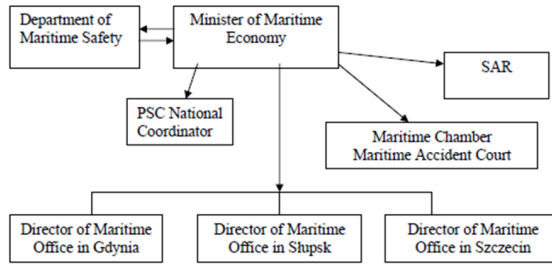 Department of
Maritime Safety
Minister of Maritime
Economy
SAR
PSC National
Coordinator
Maritime Chamber
Maritime Accident Court
Director of Maritime
Office in Gdynia
Director of Maritime
Office in Słupsk
Director of Maritime
Office in Szczecin